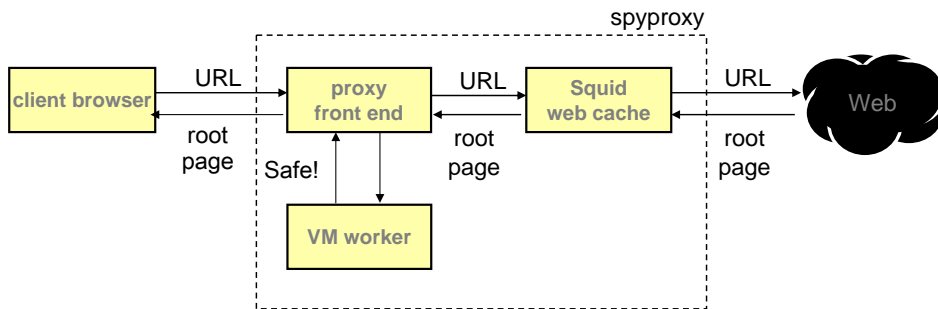 spyproxy
URL
URL
URL
client browser
proxy
front end
Squid
web cache
Web
root
page
root
page
root
page
Safe!
VM worker